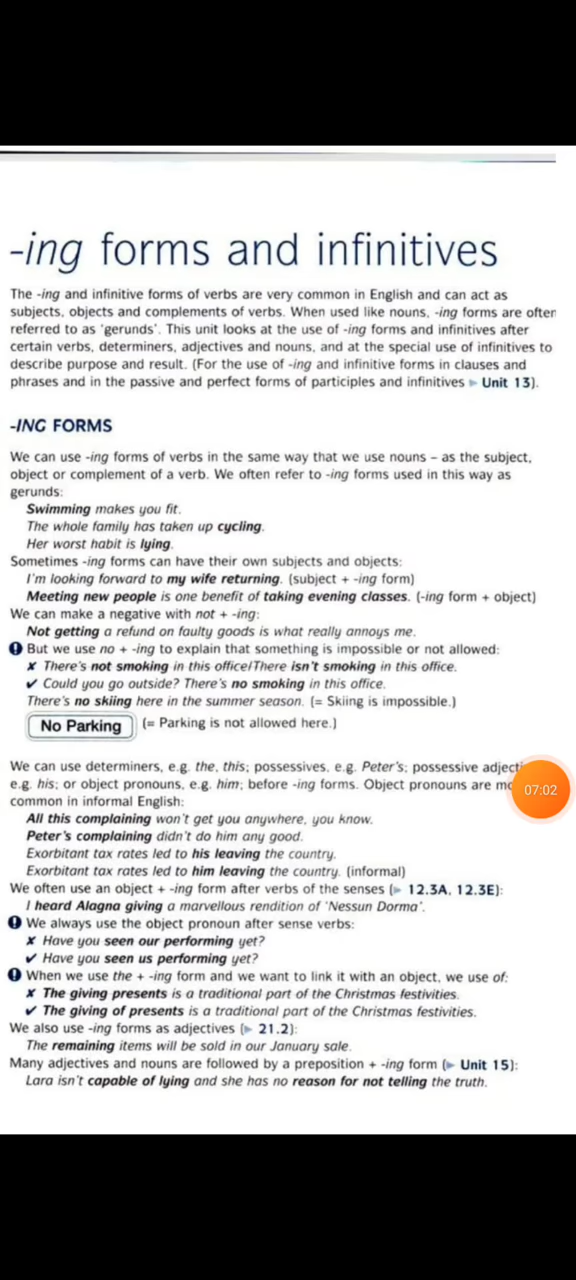 -ing forms and infinitives
The -ing and infinitive forms of verbs are very common in English and can act as
subjects, objects and complements of verbs. When used like nouns, -ing forms are often
referred to as 'gerunds'. This unit looks at the use of -ing forms and infinitives after
certain verbs, determiners, adjectives and nouns, and at the special use of infinitives to
describe purpose and result. (For the use of -ing and infinitive forms in clauses and
phrases and in the passive and perfect forms of participles and infinitives ▶ Unit 13).
-ING FORMS
We can use -ing forms of verbs in the same way that we use nouns – as the subject,
object or complement of a verb. We often refer to -ing forms used in this way as
gerunds:
Swimming makes you fit.
The whole family has taken up cycling.
Her worst habit is lying.
Sometimes -ing forms can have their own subjects and objects:
I'm looking forward to my wife returning. (subject + -ing form)
Meeting new people is one benefit of taking evening classes. (-ing form + object)
We can make a negative with not + -ing:
Not getting a refund on faulty goods is what really annoys me.
! But we use no + -ing to explain that something is impossible or not allowed:
✗ There's not smoking in this office/There isn't smoking in this office.
✓ Could you go outside? There's no smoking in this office.
There's no skiing here in the summer season. (= Skiing is impossible.)
No Parking (= Parking is not allowed here.)
We can use determiners, e.g. the, this; possessives, e.g. Peter's; possessive
e.g. his; or object pronouns, e.g. him; before -ing forms. Object pronouns are
07:02
common in informal English:
All this complaining won't get you anywhere, you know.
Peter's complaining didn't do him any good.
Exorbitant tax rates led to his leaving the country.
Exorbitant tax rates led to him leaving the country. (informal)
We often use an object + -ing form after verbs of the senses (▶ 12.3A, 12.3E):
I heard Alagna giving a marvellous rendition of 'Nessun Dorma'.
! We always use the object pronoun after sense verbs:
✗ Have you seen our performing yet?
✓ Have you seen us performing yet?
! When we use the + -ing form and we want to link it with an object, we use of:
✗ The giving presents is a traditional part of the Christmas festivities.
✓ The giving of presents is a traditional part of the Christmas festivities.
We also use -ing forms as adjectives (▶ 21.2):
The remaining items will be sold in our January sale.
Many adjectives and nouns are followed by a preposition + -ing form (▶ Unit 15):
Lara isn't capable of lying and she has no reason for not telling the truth.